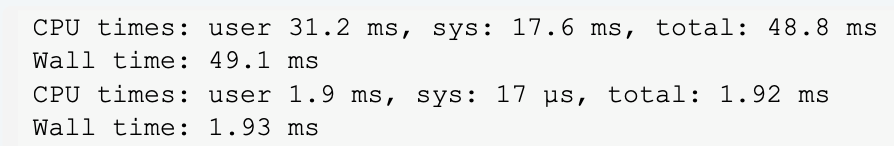 CPU times: user 31.2 ms, sys: 17.6 ms, total: 48.8 ms
Wall time: 49.1 ms
CPU times: user 1.9 ms, sys: 17 µs, total: 1.92 ms
Wall time: 1.93 ms